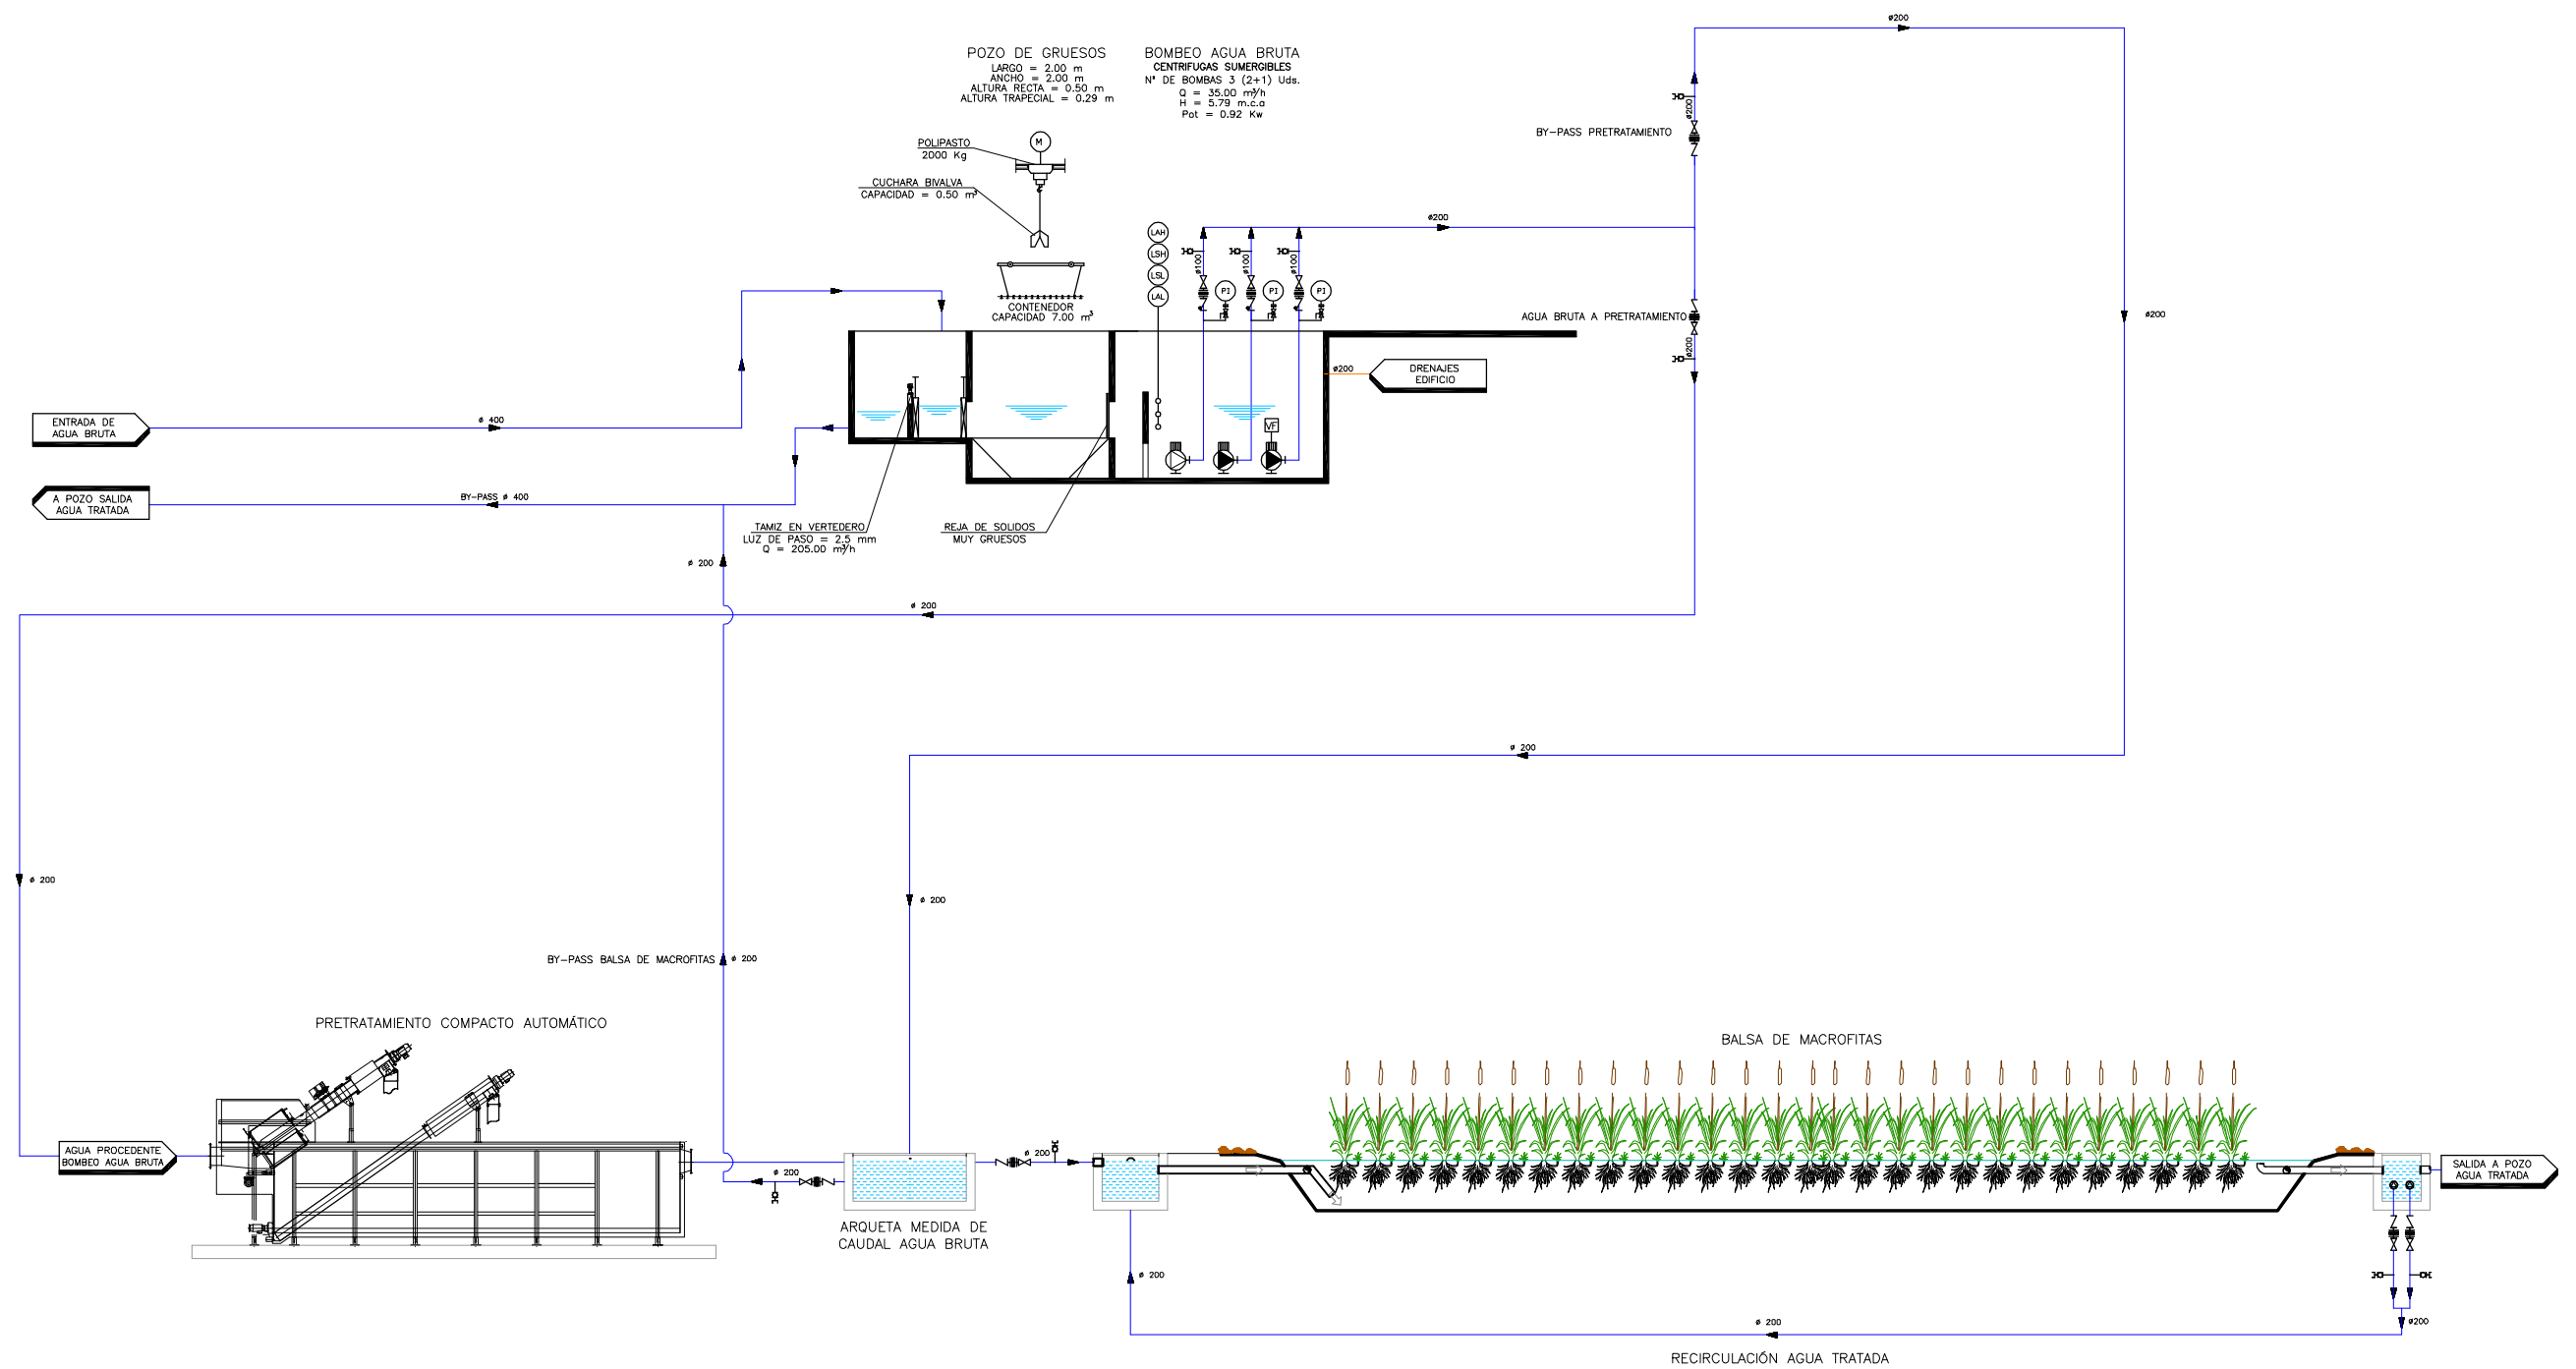 ø200
POZO DE GRUESOS
LARGO = 2.00 m
ANCHO = 2.00 m
ALTURA RECTA = 0.50 m
ALTURA TRAPECIAL = 0.29 m
BOMBEO AGUA BRUTA
CENTRIFUGAS SUMERGIBLES
Nº DE BOMBAS 3 (2+1) Uds.
Q = 35.00 m³/h
H = 5.79 m.c.a
Pot = 0.92 Kw
ø200
BY-PASS PRETRATAMIENTO
POLIPASTO
2000 Kg
M
CUCHARA BIVALVA
CAPACIDAD = 0.50 m³
ø200
LAH
LSH
LSL
LAL
ø100
ø100
ø100
PI
PI
PI
CONTENEDOR
CAPACIDAD 7.00 m³
AGUA BRUTA A PRETRATAMIENTO
ø200
ø200
ø200
DRENAJES
EDIFICIO
ENTRADA DE
AGUA BRUTA
ø 400
VF
A POZO SALIDA
AGUA TRATADA
BY-PASS ø 400
TAMIZ EN VERTEDERO
LUZ DE PASO = 2.5 mm
Q = 205.00 m³/h
REJA DE SOLIDOS
MUY GRUESOS
ø 200
ø 200
ø 200
ø 200
ø 200
BY-PASS BALSA DE MACROFITAS
ø 200
PRETRATAMIENTO COMPACTO AUTOMÁTICO
BALSA DE MACROFITAS
AGUA PROCEDENTE
BOMBEO AGUA BRUTA
ø 200
ø 200
SALIDA A POZO
AGUA TRATADA
ARQUETA MEDIDA DE
CAUDAL AGUA BRUTA
ø 200
ø 200
ø200
RECIRCULACIÓN AGUA TRATADA